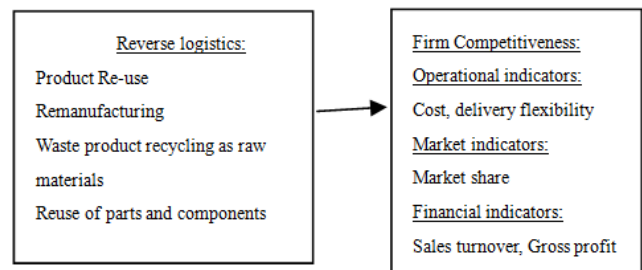 Reverse logistics:
Product Re-use
Remanufacturing
Waste product recycling as raw
materials
Reuse of parts and components
Firm Competitiveness:
Operational indicators:
Cost, delivery flexibility
Market indicators:
Market share
Financial indicators:
Sales turnover, Gross profit